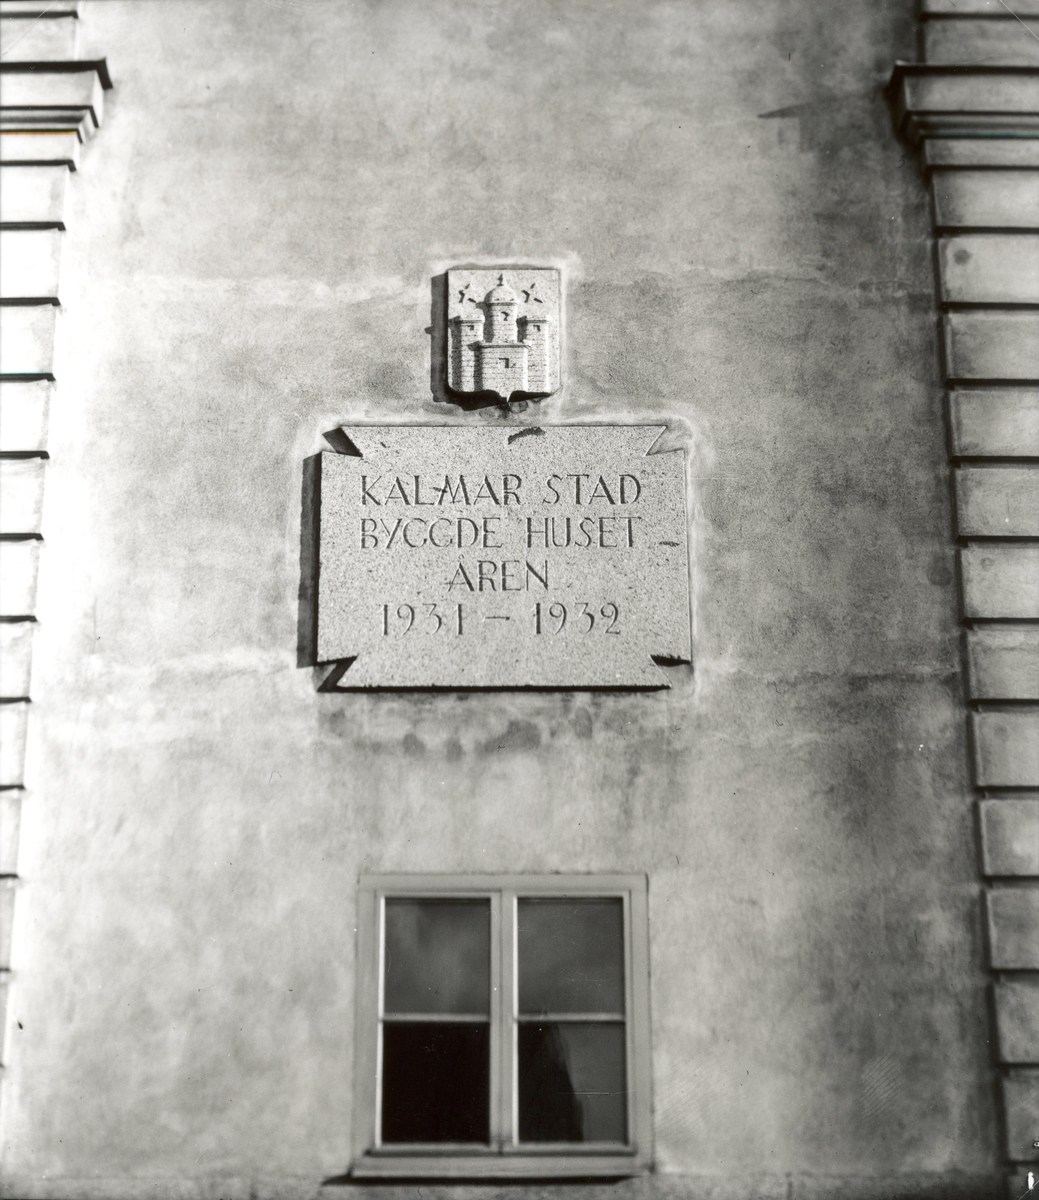 KALMAR STAD
BYGGDE HUSET
ÅREN
1931 – 1932